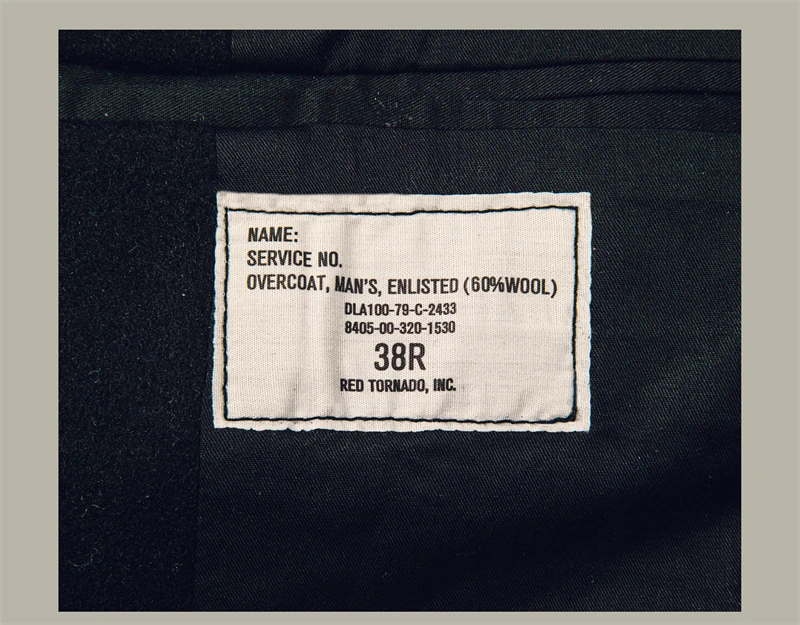 NAME:
SERVICE NO.
OVERCOAT, MAN'S, ENLISTED (60%WOOL)
DLA100-79-C-2433
8405-00-320-1530
38R
RED TORNADO, INC.